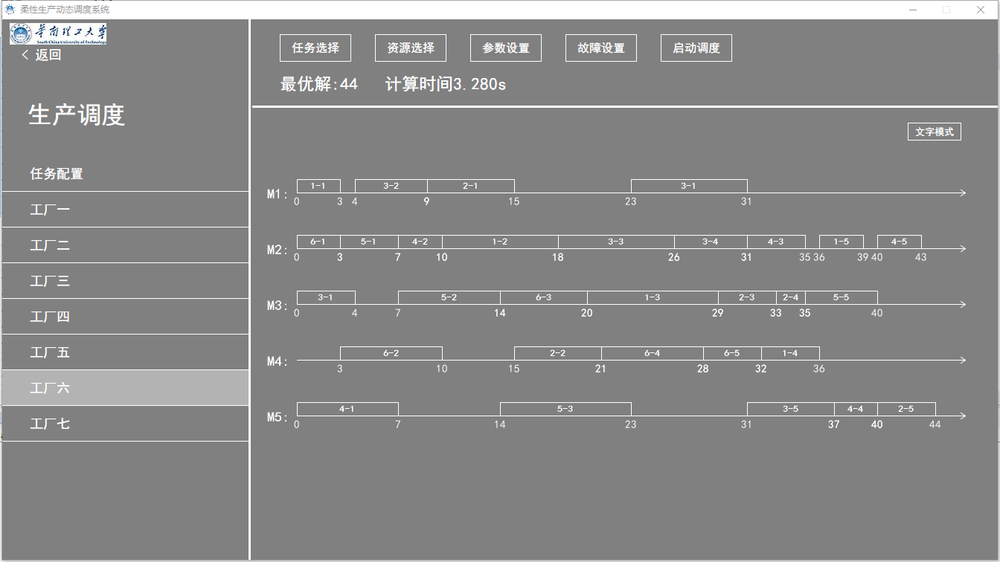 柔性生产动态调度系统
华南理工大学
South China University of Technology
返回
生产调度
任务配置
工厂一
工厂二
工厂三
工厂四
工厂五
工厂六
工厂七
任务选择 资源选择 参数设置 故障设置 启动调度
最优解:44 计算时间3.280s
文字模式
1-1 3-2 2-1 3-1
M1:
0 3 4 9 15 23 31
6-1 5-1 4-2 1-2 3-3 3-4 4-3 1-5 4-5
M2:
0 3 7 10 18 26 31 35 36 39 40 43
3-1 5-2 6-3 1-3 2-3 2-4 5-5
M3:
0 4 7 14 20 29 33 35 40
6-2 2-2 6-4 6-5 1-4
M4:
3 10 15 21 28 32 36
4-1 5-3 3-5 4-4 2-5
M5:
0 7 14 23 31 37 40 44